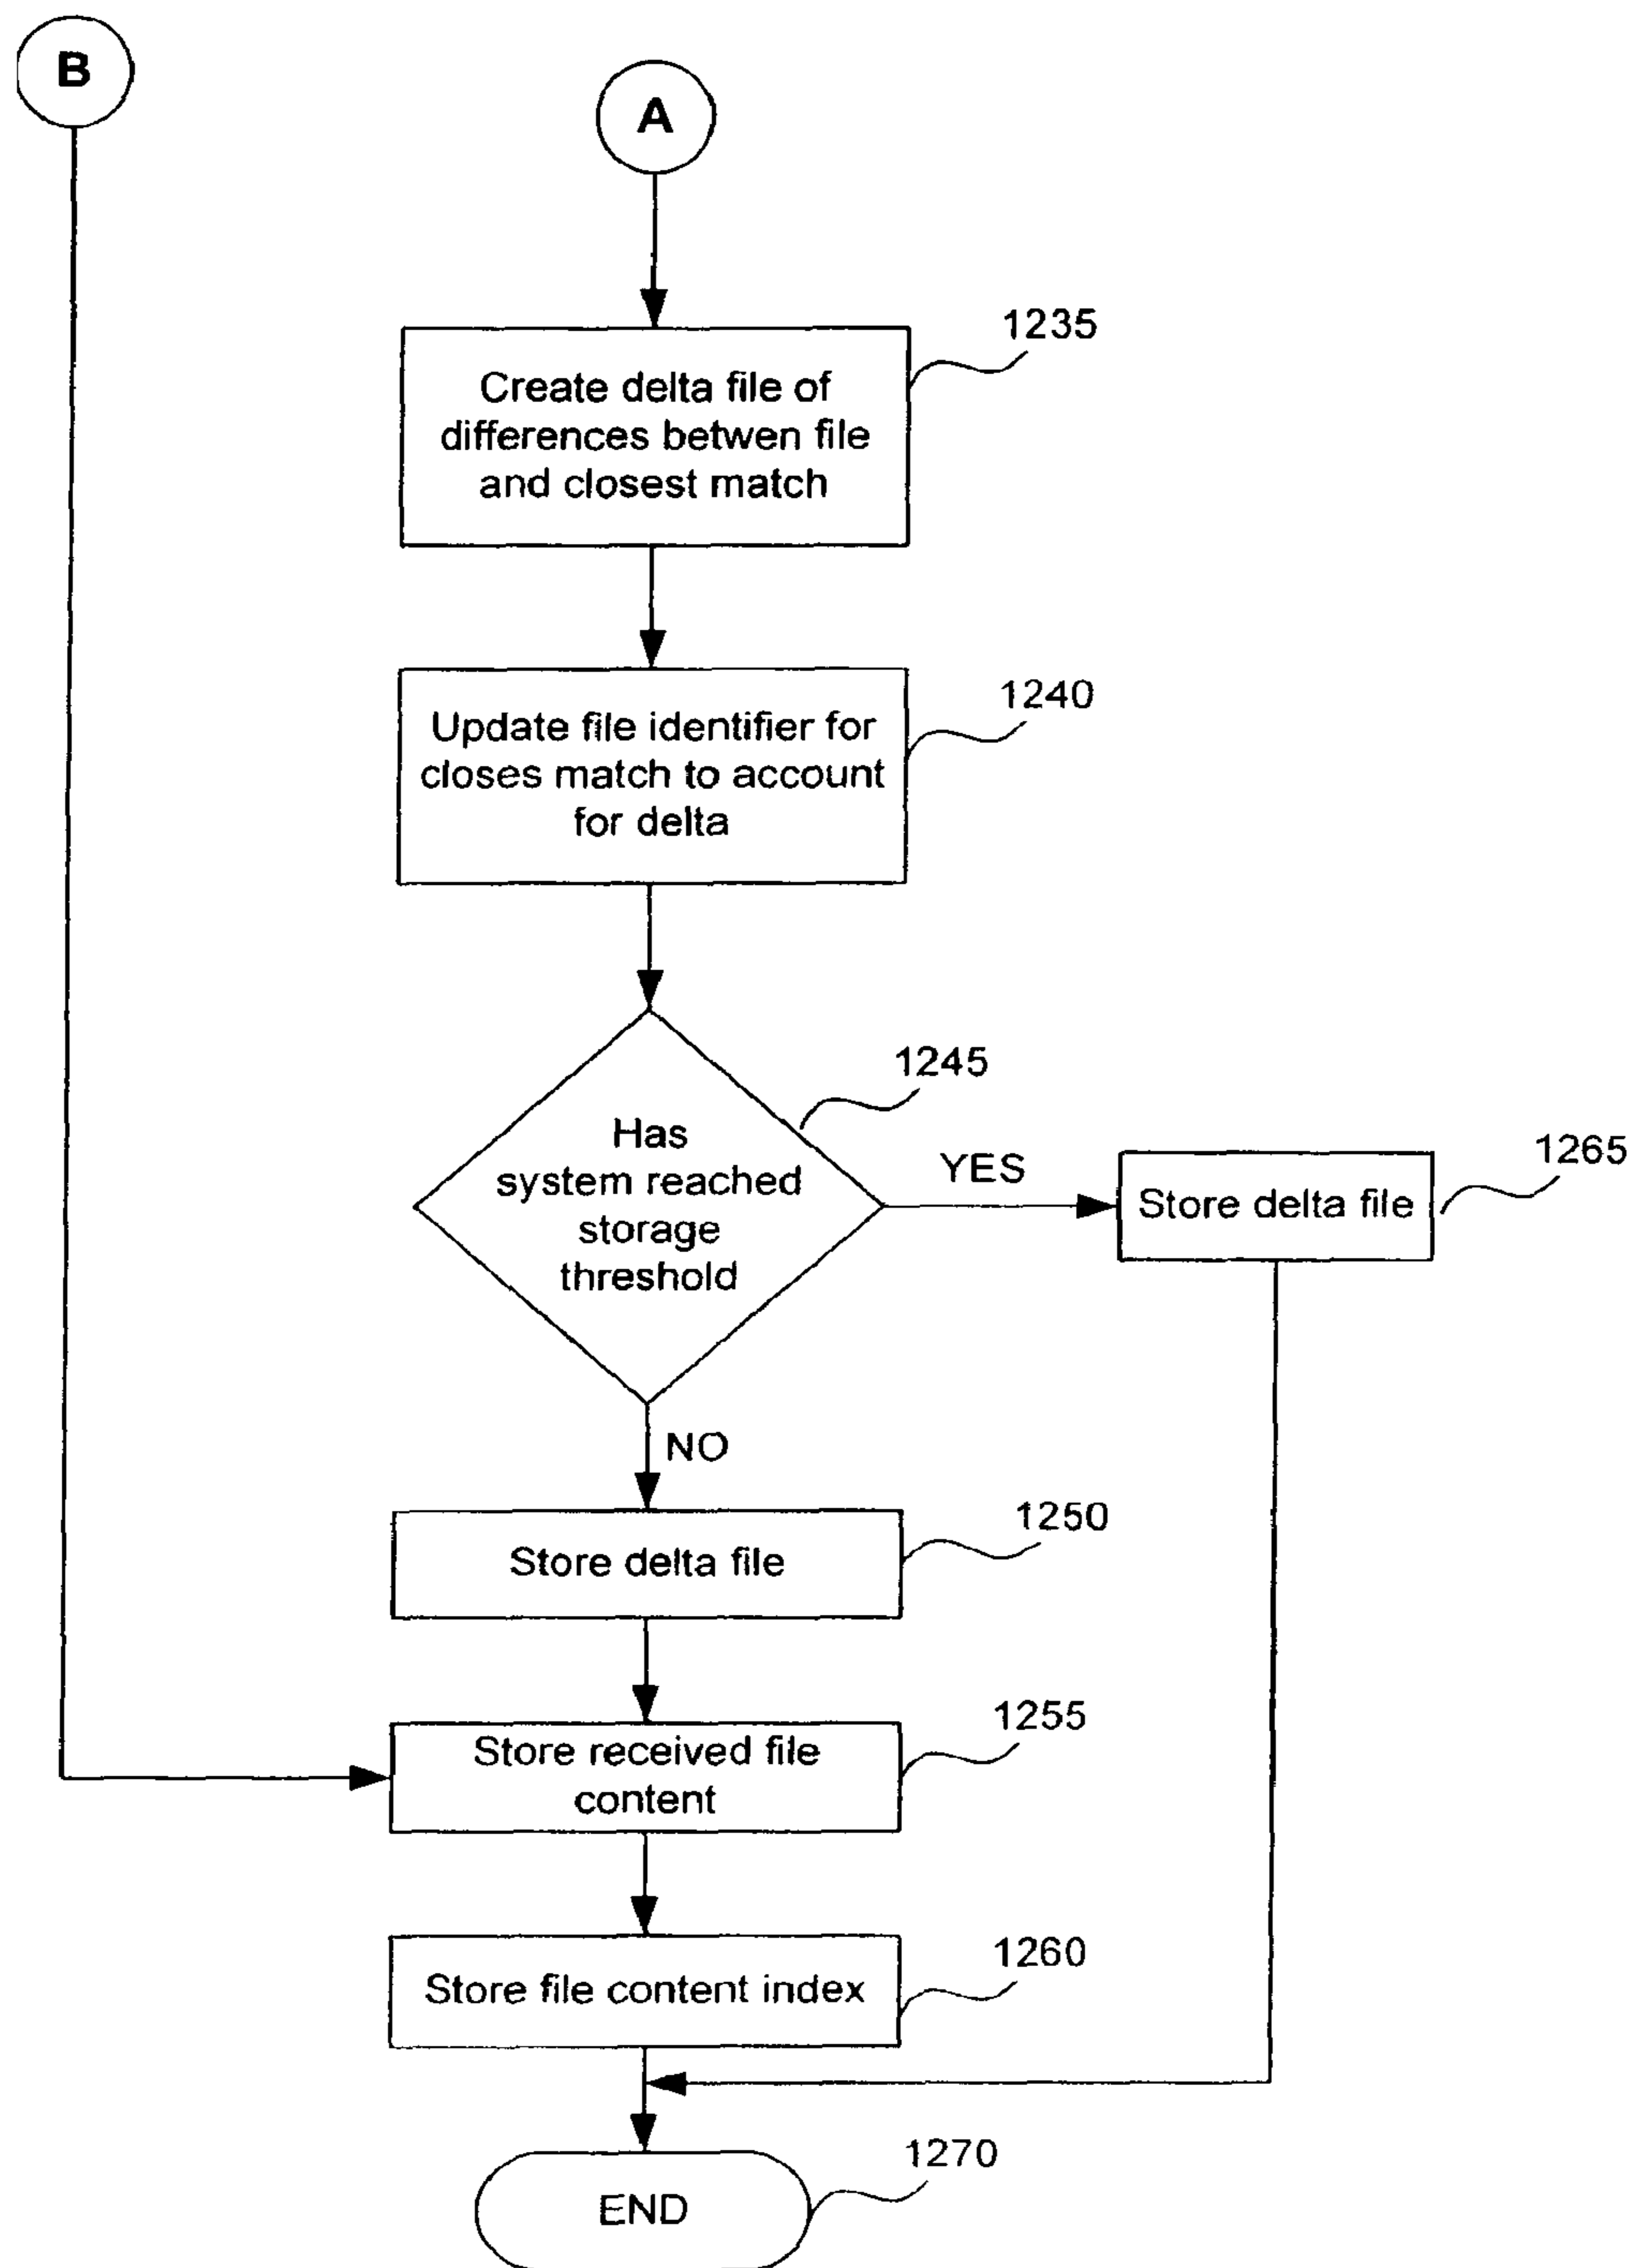 B
A
1235
Create delta file of
differences betwen file
and closest match
1240
Update file identifier for
closes match to account
for delta
1245
Has
system reached
storage
threshold
YES
1265
Store delta file
NO
1250
Store delta file
1255
Store received file
content
1260
Store file content index
1270
END